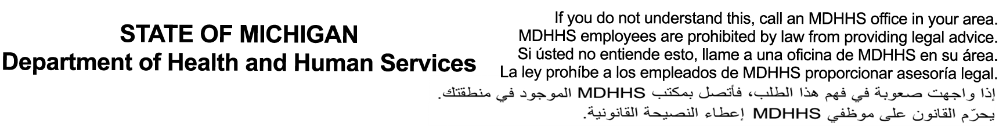 STATE OF MICHIGAN
Department of Health and Human Services
If you do not understand this, call an MDHHS office in your area.
MDHHS employees are prohibited by law from providing legal advice.
Si ústed no entiende esto, llame a una oficina de MDHHS en su área.
La ley prohíbe a los empleados de MDHHS proporcionar asesoría legal.
إذا واجهت صعوبة في فهم هذا الطلب، فأتصل بمكتب MDHHS الموجود في منطقتك.
يحرّم القانون على موظفي MDHHS إعطاء النصيحة القانونية.